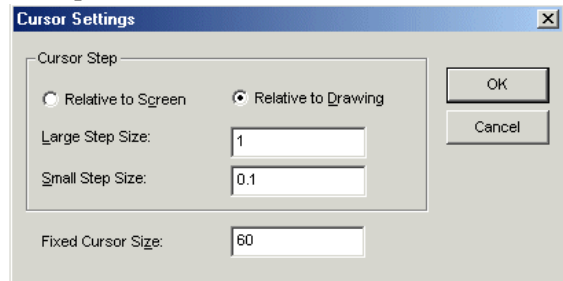 Cursor Settings
Cursor Step
Relative to Screen
Relative to Drawing
OK
Large Step Size:
1
Cancel
Small Step Size:
0.1
Fixed Cursor Size:
60